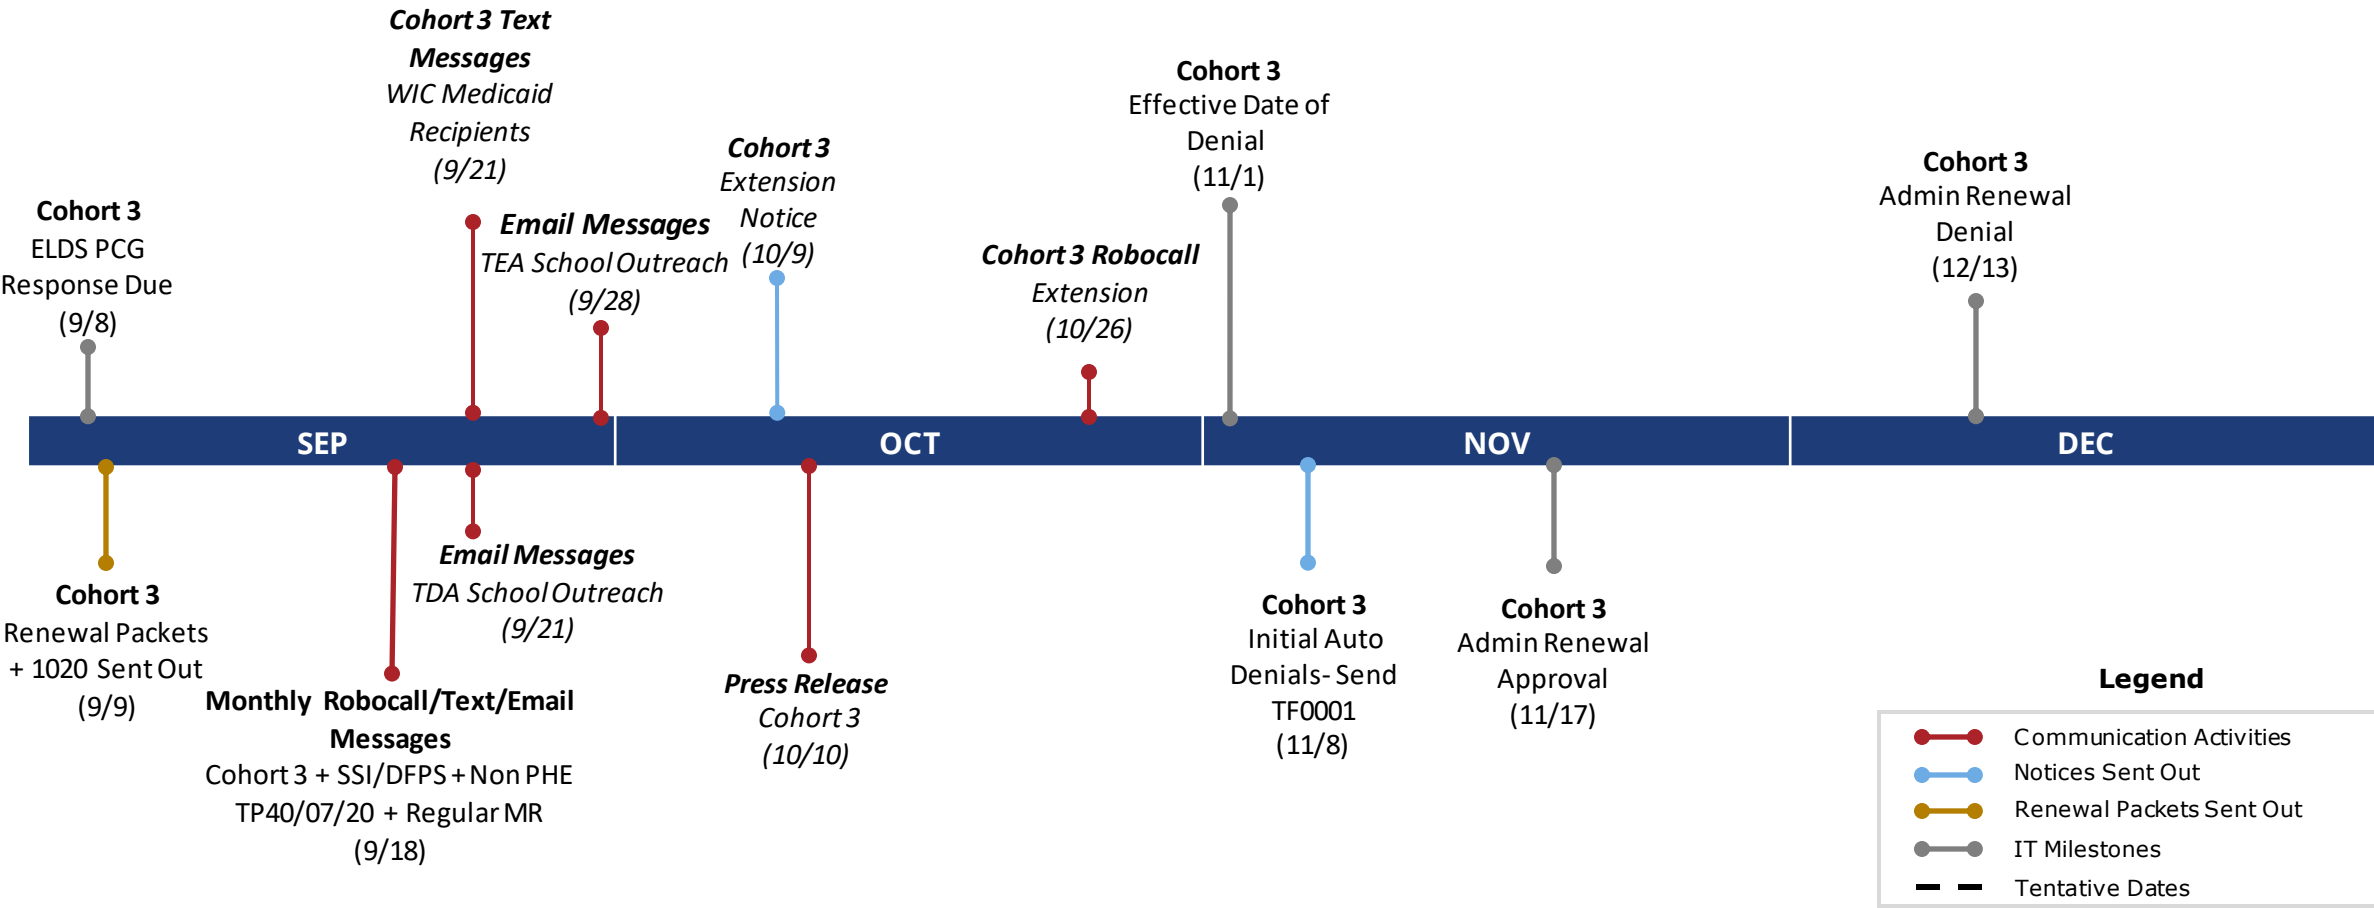 Cohort 3 Text
Messages
WIC Medicaid
Recipients
(9/21)
Cohort 3
Effective Date of
Denial
(11/1)
Cohort 3
Extension
Notice
(10/9)
Cohort 3
Admin Renewal
Denial
(12/13)
Cohort 3
ELDS PCG
Response Due
(9/8)
Email Messages
TEA School Outreach
(9/28)
Cohort 3 Robocall
Extension
(10/26)
SEP
OCT
NOV
DEC
Cohort 3
Renewal Packets
+ 1020 Sent Out
(9/9)
Monthly Robocall/Text/Email
Messages
Cohort 3 + SSI/DFPS + Non PHE
TP40/07/20 + Regular MR
(9/18)
Email Messages
TDA School Outreach
(9/21)
Press Release
Cohort 3
(10/10)
Cohort 3
Initial Auto
Denials- Send
TF0001
(11/8)
Cohort 3
Admin Renewal
Approval
(11/17)
Legend
Communication Activities
Notices Sent Out
Renewal Packets Sent Out
IT Milestones
Tentative Dates